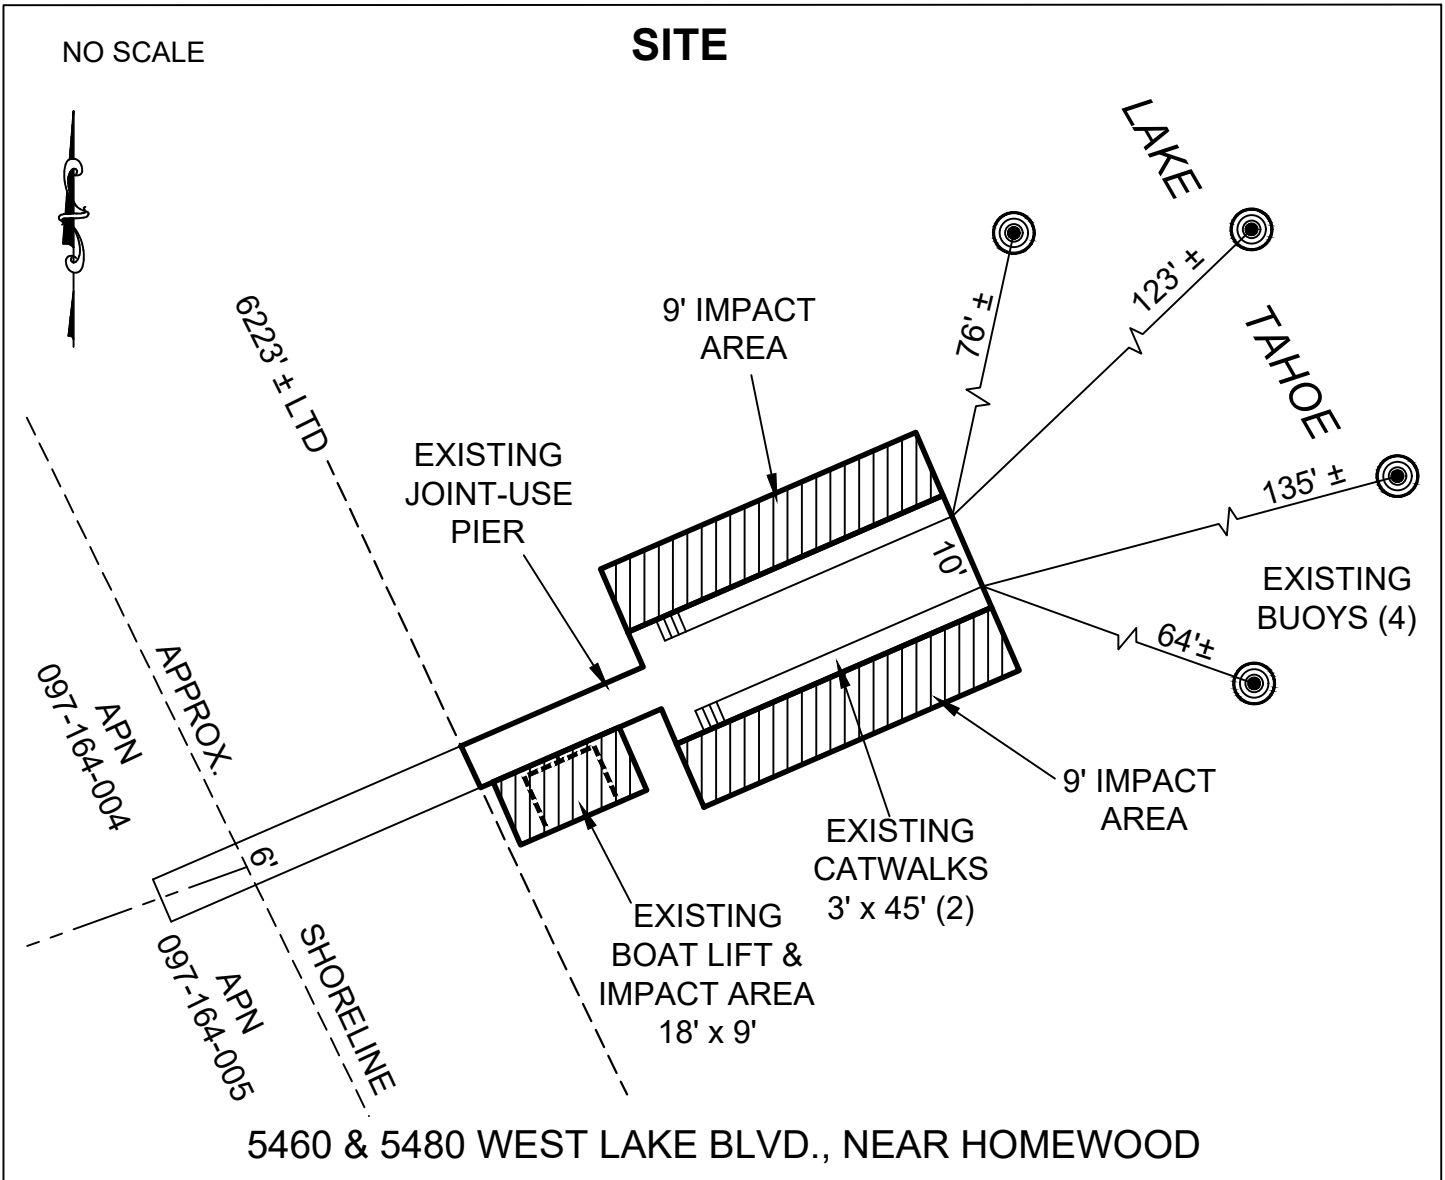 NO SCALE
SITE
LAKE
TAHOE
76' ±
123' ±
135' ±
64'±
EXISTING
BUOYS (4)
9' IMPACT
AREA
6223' ± LTD
EXISTING
JOINT-USE
PIER
10'
APPROX.
SHORELINE
APN
097-164-004
6'
APN
097-164-005
9' IMPACT
AREA
EXISTING
CATWALKS
3' x 45' (2)
EXISTING
BOAT LIFT &
IMPACT AREA
18' x 9'
5460 & 5480 WEST LAKE BLVD., NEAR HOMEWOOD